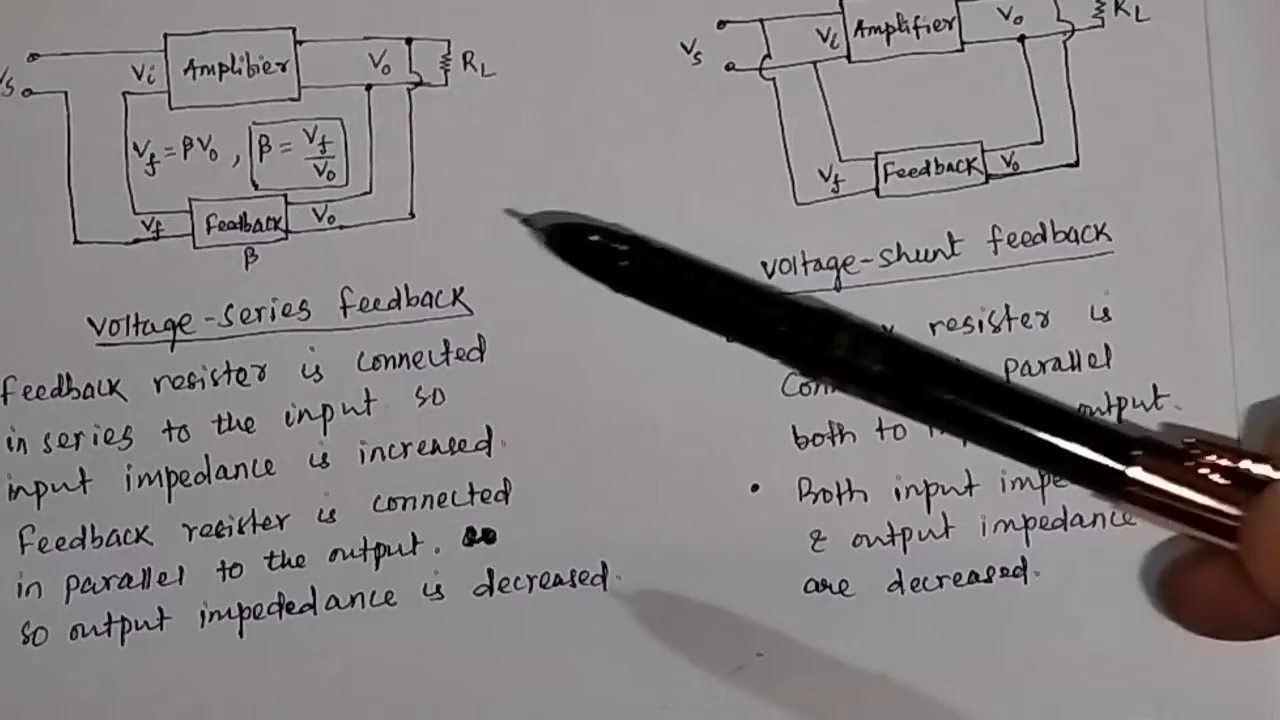 Vs
Vi
Amplibier
Vo
RL
Vf = βVo , β = Vf/Vo
Vf
Feedback
Vo
β
Voltage-series feedback
feedback resister is connected
in series to the input so
input impedance is increased.
Feedback resister is connected
in parallel to the output.
so output impededance is decreased.
Vs
Vi
Amplifier
Vo
RL
Vf
Feedback
Vo
Voltage-shunt feedback
resister is
parallel
both to output.
• Both input
& output impedance
are decreased.